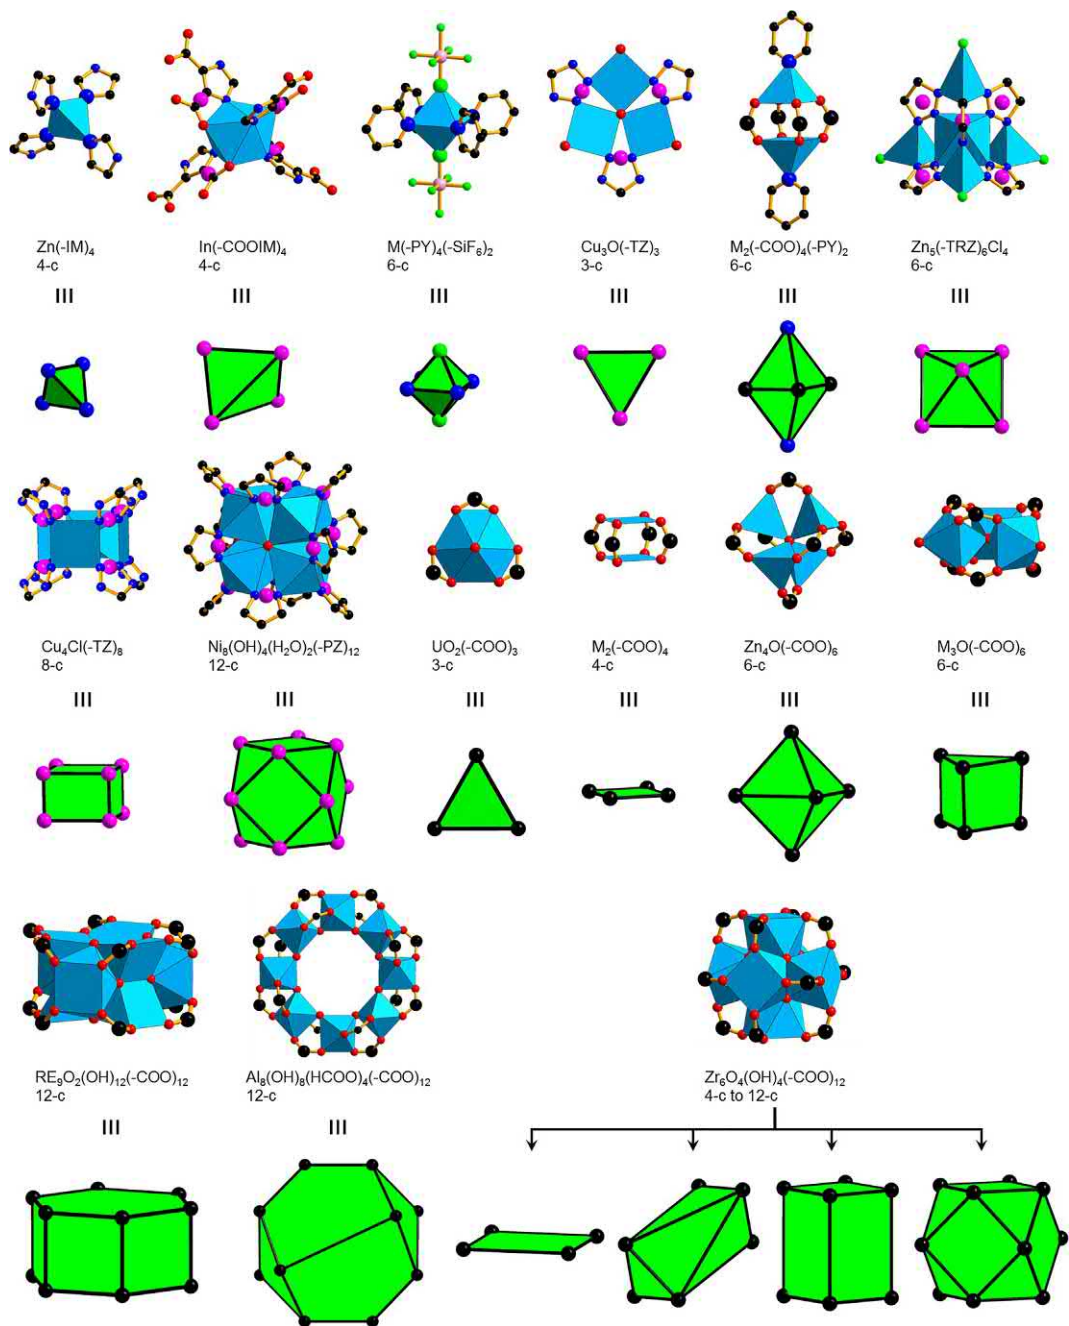 Zn(-IM)₄
4-c
In(-COOIM)₄
4-c
M(-PY)₄(-SiF₆)₂
6-c
Cu₃O(-TZ)₃
3-c
M₂(-COO)₄(-PY)₂
6-c
Zn₅(-TRZ)₆Cl₄
6-c
Cu₄Cl(-TZ)₈
8-c
Ni₈(OH)₄(H₂O)₂(-PZ)₁₂
12-c
UO₂(-COO)₃
3-c
M₂(-COO)₄
4-c
Zn₄O(-COO)₆
6-c
M₃O(-COO)₆
6-c
RE₉O₂(OH)₁₂(-COO)₁₂
12-c
Al₈(OH)₈(HCOO)₄(-COO)₁₂
12-c
Zr₆O₄(OH)₄(-COO)₁₂
4-c to 12-c